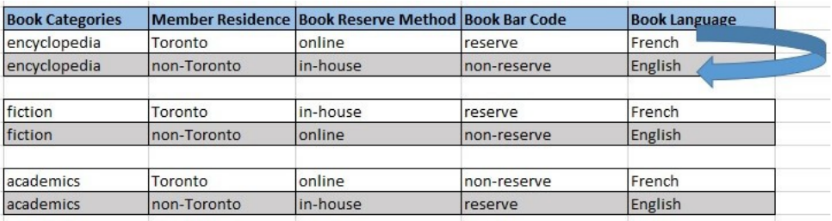 Book Categories Member Residence Book Reserve Method Book Bar Code Book Language
encyclopedia Toronto online reserve French
encyclopedia non-Toronto in-house non-reserve English
fiction Toronto in-house reserve French
fiction non-Toronto online non-reserve English
academics Toronto online non-reserve French
academics non-Toronto in-house reserve English